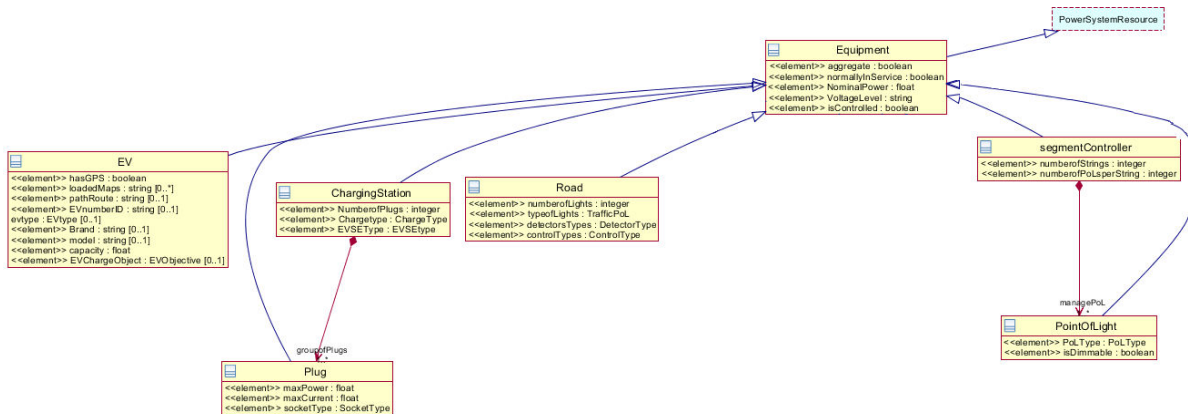 PowerSystemResource
Equipment
<<element>> aggregate : boolean
<<element>> normallyInService : boolean
<<element>> NominalPower : float
<<element>> VoltageLevel : string
<<element>> isControlled : boolean
segmentController
<<element>> numberofStrings : integer
<<element>> numberofPoLsperString : integer
EV
<<element>> hasGPS : boolean
<<element>> loadedMaps : string [0..*]
<<element>> pathRoute : string [0..1]
<<element>> EVnumberID : string [0..1]
evtype : EVtype [0..1]
<<element>> Brand : string [0..1]
<<element>> model : string [0..1]
<<element>> capacity : float
<<element>> EVChargeObject : EVObjective [0..1]
ChargingStation
<<element>> NumberofPlugs : integer
<<element>> Chargetype : ChargeType
<<element>> EVSEType : EVSEtype
Road
<<element>> numberofLights : integer
<<element>> typeofLights : TrafficPoL
<<element>> detectorsTypes : DetectorType
<<element>> controlTypes : ControlType
managePoL
*
PointOfLight
<<element>> PoLType : PoLType
<<element>> isDimmable : boolean
groupofPlugs
*
Plug
<<element>> maxPower : float
<<element>> maxCurrent : float
<<element>> socketType : SocketType